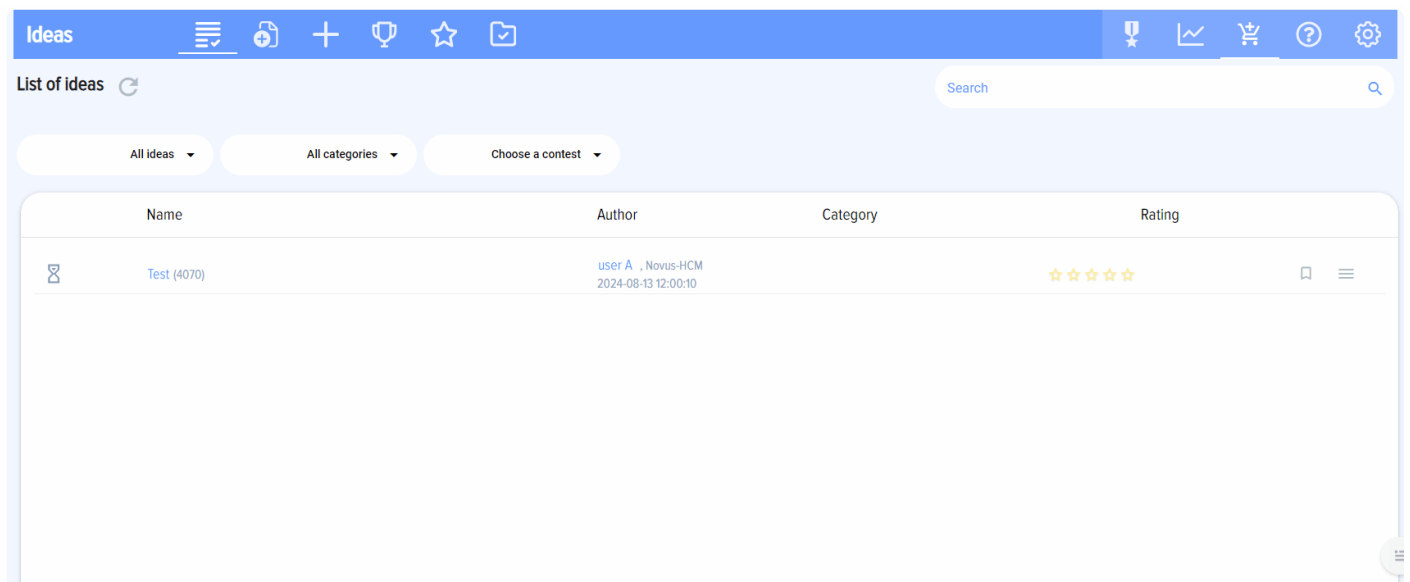 Ideas
List of ideas
Search
All ideas
All categories
Choose a contest
Name Author Category Rating
Test (4070)
user A , Novus-HCM
2024-08-13 12:00:10